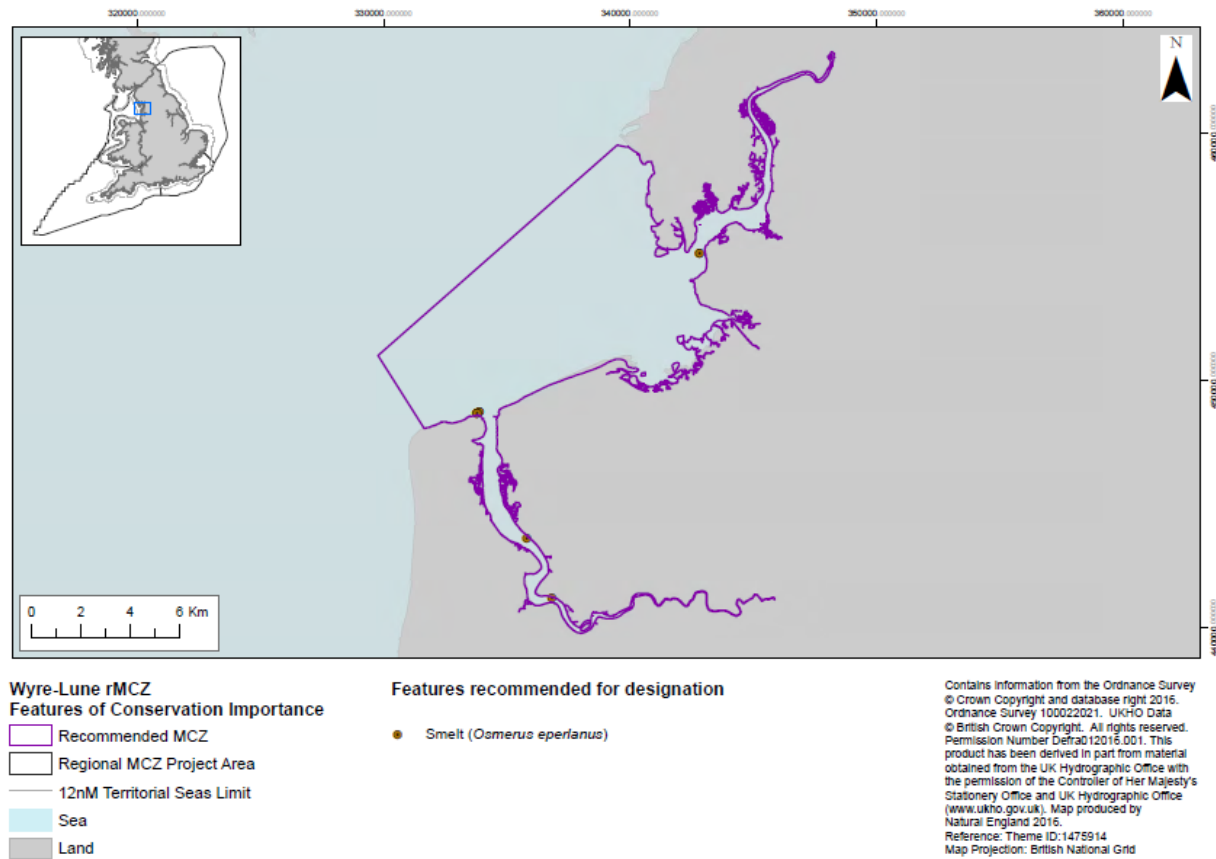 320000.000000 330000.000000 340000.000000 350000.000000 360000.000000
N
460000.000000
450000.000000
440000.000000
0 2 4 6 Km
Wyre-Lune rMCZ
Features of Conservation Importance
Recommended MCZ
Regional MCZ Project Area
12nM Territorial Seas Limit
Sea
Land
Features recommended for designation
Smelt (Osmerus eperlanus)
Contains Information from the Ordnance Survey
© Crown Copyright and database right 2016.
Ordnance Survey 100022021. UKHO Data
© British Crown Copyright. All rights reserved.
Permission Number Defra012016.001. This
product has been derived in part from material
obtained from the UK Hydrographic Office with
the permission of the Controller of Her Majesty's
Stationery Office and UK Hydrographic Office
(www.ukho.gov.uk). Map produced by
Natural England 2016.
Reference: Theme ID:1475914
Map Projection: British National Grid